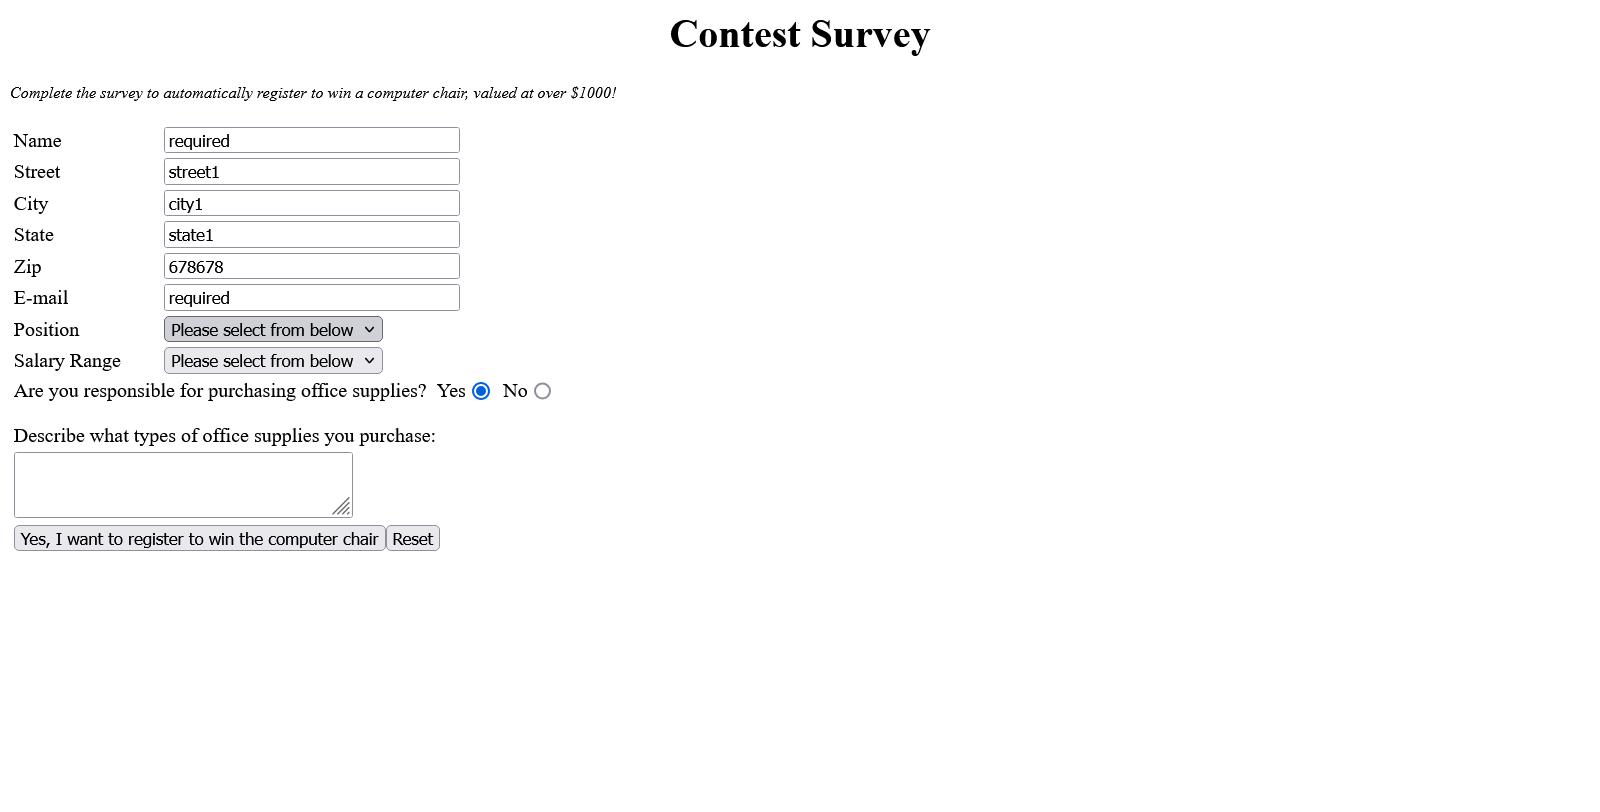 Contest Survey
Complete the survey to automatically register to win a computer chair, valued at over $1000!
Name required
Street street1
City city1
State state1
Zip 678678
E-mail required
Position Please select from below
Salary Range Please select from below
Are you responsible for purchasing office supplies? Yes No
Describe what types of office supplies you purchase:
Yes, I want to register to win the computer chair Reset